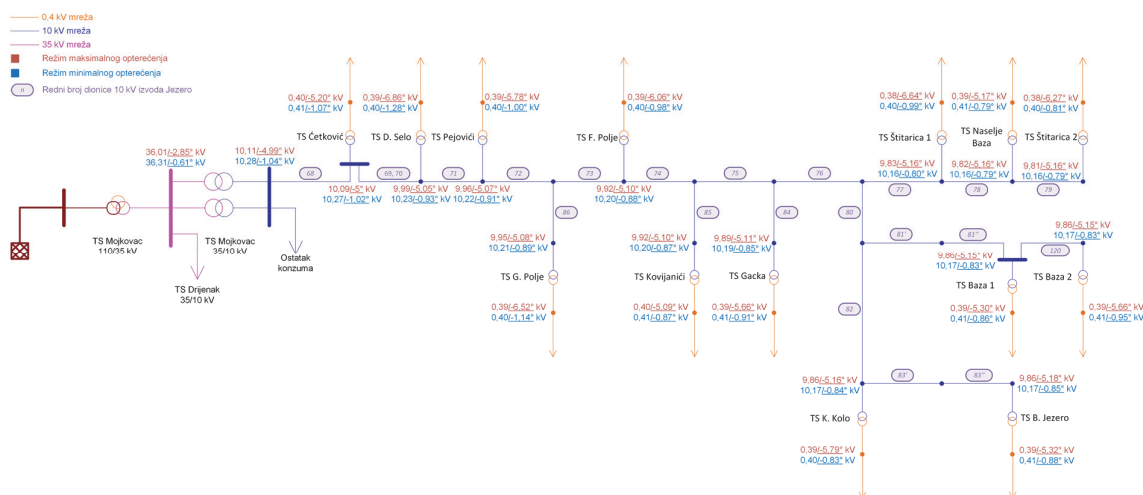 0,4 kV mreža
10 kV mreža
35 kV mreža
Režim maksimalnog opterećenja
Režim minimalnog opterećenja
n Redni broj dionice 10 kV izvoda Jezero
0,40/-5,20° kV
0,41/-1,07° kV
0,39/-6,86° kV
0,40/-1,28° kV
0,39/-5,78° kV
0,40/-1,00° kV
0,39/-6,06° kV
0,40/-0,98° kV
0,38/-6,64° kV
0,40/-0,99° kV
0,39/-5,17° kV
0,41/-0,79° kV
0,38/-6,27° kV
0,40/-0,81° kV
TS Ćetković
TS D. Selo
TS Pejovići
TS F. Polje
TS Štitarica 1
TS Naselje
Baza
TS Štitarica 2
36,01/-2,85° kV
36,31/-0,61° kV
10,11/-4,99° kV
10,28/-1,04° kV
68
69, 70
71
72
73
74
75
76
77
78
79
10,09/-5° kV
10,27/-1,02° kV
9,99/-5,05° kV
10,23/-0,93° kV
9,96/-5,07° kV
10,22/-0,91° kV
9,92/-5,10° kV
10,20/-0,88° kV
9,83/-5,16° kV
10,16/-0,80° kV
9,82/-5,16° kV
10,16/-0,79° kV
9,81/-5,16° kV
10,16/-0,79° kV
86
85
84
80
TS Mojkovac
110/35 kV
TS Mojkovac
35/10 kV
Ostatak
konzuma
TS Drijenak
35/10 kV
9,95/-5,08° kV
10,21/-0,89° kV
9,92/-5,10° kV
10,20/-0,87° kV
9,89/-5,11° kV
10,19/-0,85° kV
81'
81"
9,86/-5,15° kV
10,17/-0,83° kV
9,86/-5,15° kV
10,17/-0,83° kV
120
TS G. Polje
TS Kovijanići
TS Gacka
TS Baza 1
TS Baza 2
0,39/-6,52° kV
0,40/-1,14° kV
0,40/-5,09° kV
0,41/-0,87° kV
0,39/-5,66° kV
0,41/-0,91° kV
82
0,39/-5,30° kV
0,41/-0,86° kV
0,39/-5,66° kV
0,41/-0,95° kV
9,86/-5,16° kV
10,17/-0,84° kV
83'
83"
9,86/-5,18° kV
10,17/-0,85° kV
TS K. Kolo
TS B. Jezero
0,39/-5,79° kV
0,40/-0,83° kV
0,39/-5,32° kV
0,41/-0,88° kV